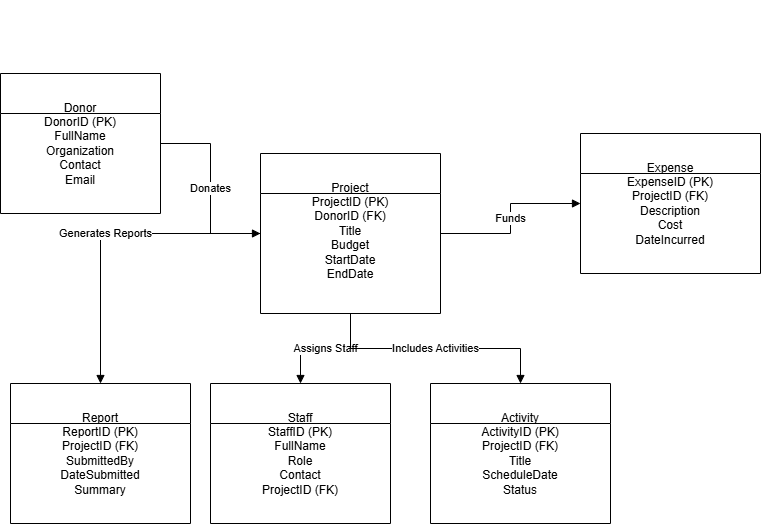 Donor
DonorID (PK)
FullName
Organization
Contact
Email
Donates
Project
ProjectID (PK)
DonorID (FK)
Title
Budget
StartDate
EndDate
Expense
ExpenseID (PK)
ProjectID (FK)
Description
Cost
DateIncurred
Funds
Generates Reports
Assigns Staff
Includes Activities
Report
ReportID (PK)
ProjectID (FK)
SubmittedBy
DateSubmitted
Summary
Staff
StaffID (PK)
FullName
Role
Contact
ProjectID (FK)
Activity
ActivityID (PK)
ProjectID (FK)
Title
ScheduleDate
Status